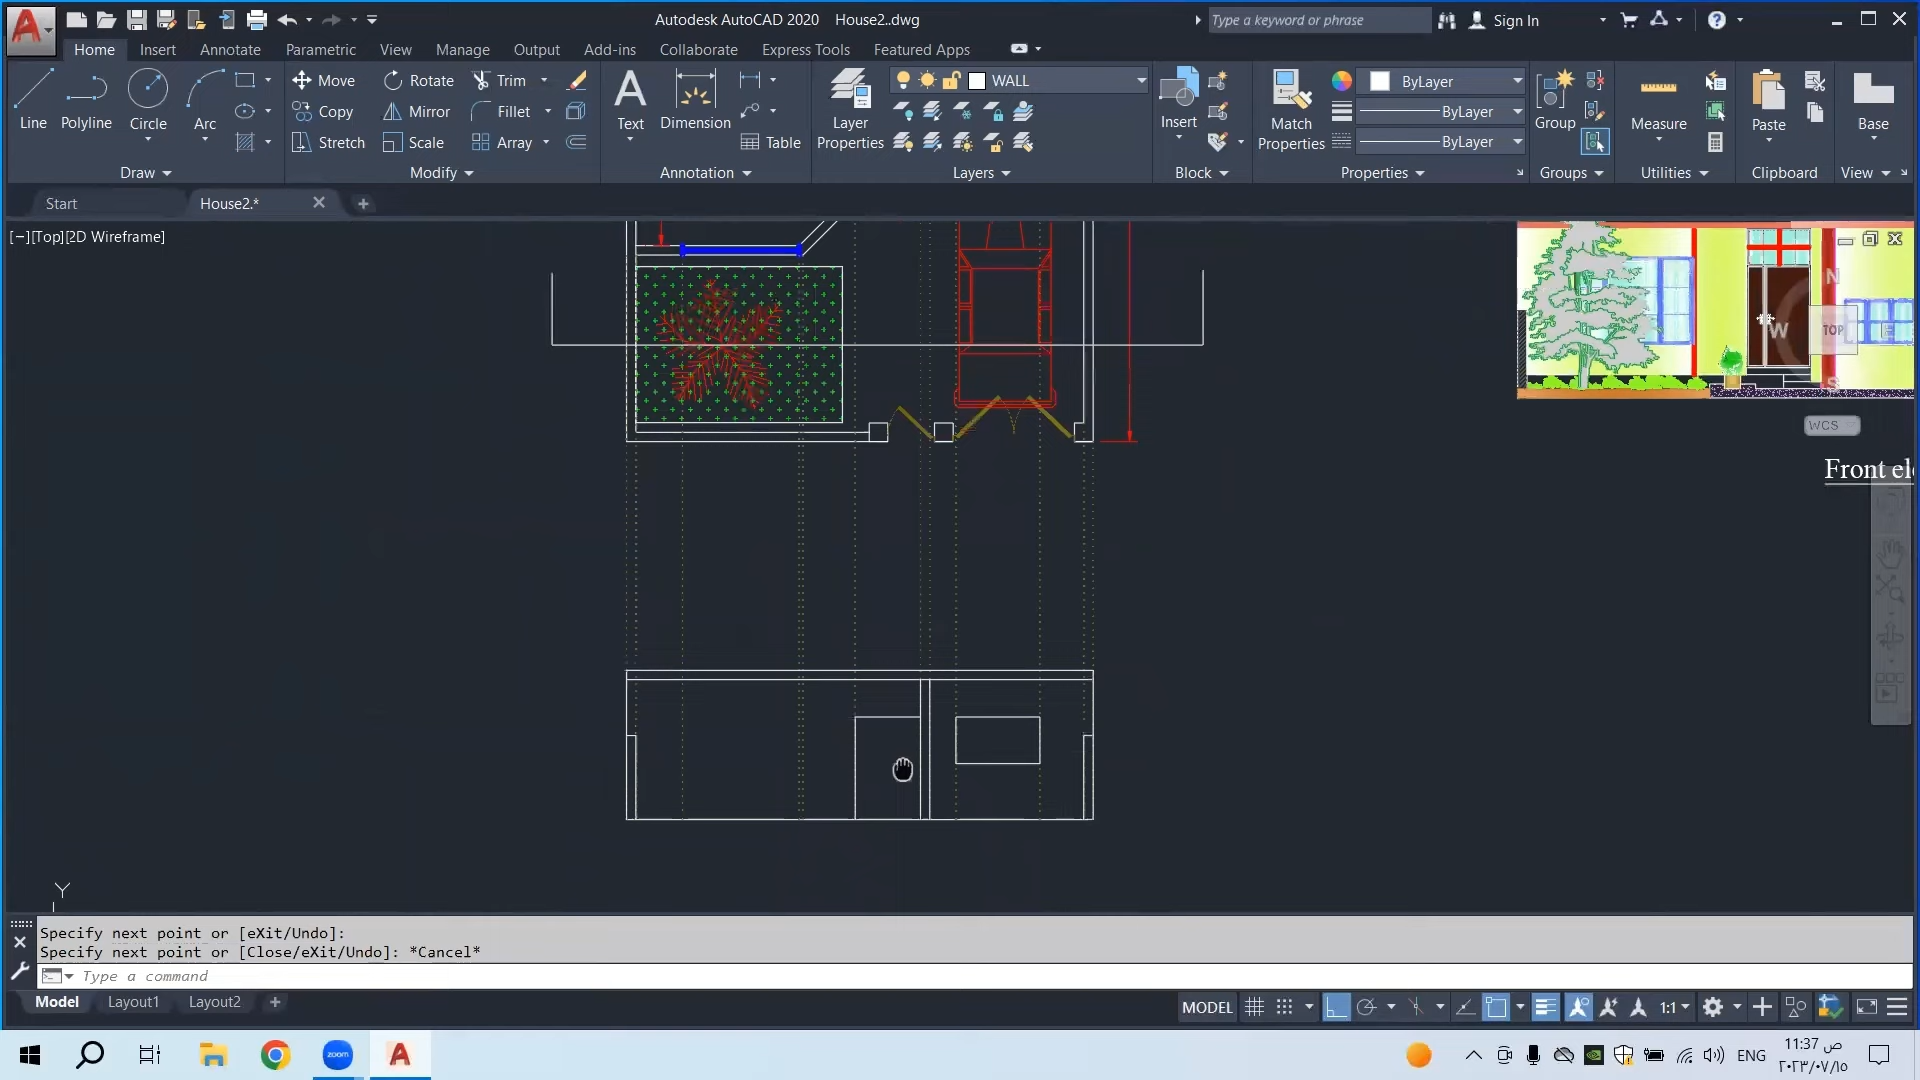 Autodesk AutoCAD 2020 House2..dwg
Type a keyword or phrase
Sign In
Home Insert Annotate Parametric View Manage Output Add-ins Collaborate Express Tools Featured Apps
Line Polyline Circle Arc
Move Rotate Trim
Copy Mirror Fillet
Stretch Scale Array
Text Dimension Table
Layer Properties
WALL
Insert
Match Properties
ByLayer
ByLayer
ByLayer
Group
Measure
Paste
Base
Draw Modify Annotation Layers Block Properties Groups Utilities Clipboard View
Start House2.*
[−][Top][2D Wireframe]
N
W TOP E
S
WCS
Front el
Y
Specify next point or [eXit/Undo]:
Specify next point or [Close/eXit/Undo]: *Cancel*
Type a command
Model Layout1 Layout2
MODEL 1:1
zoom
ENG
11:37 ص
٢٠٢٣/٠٧/١٥